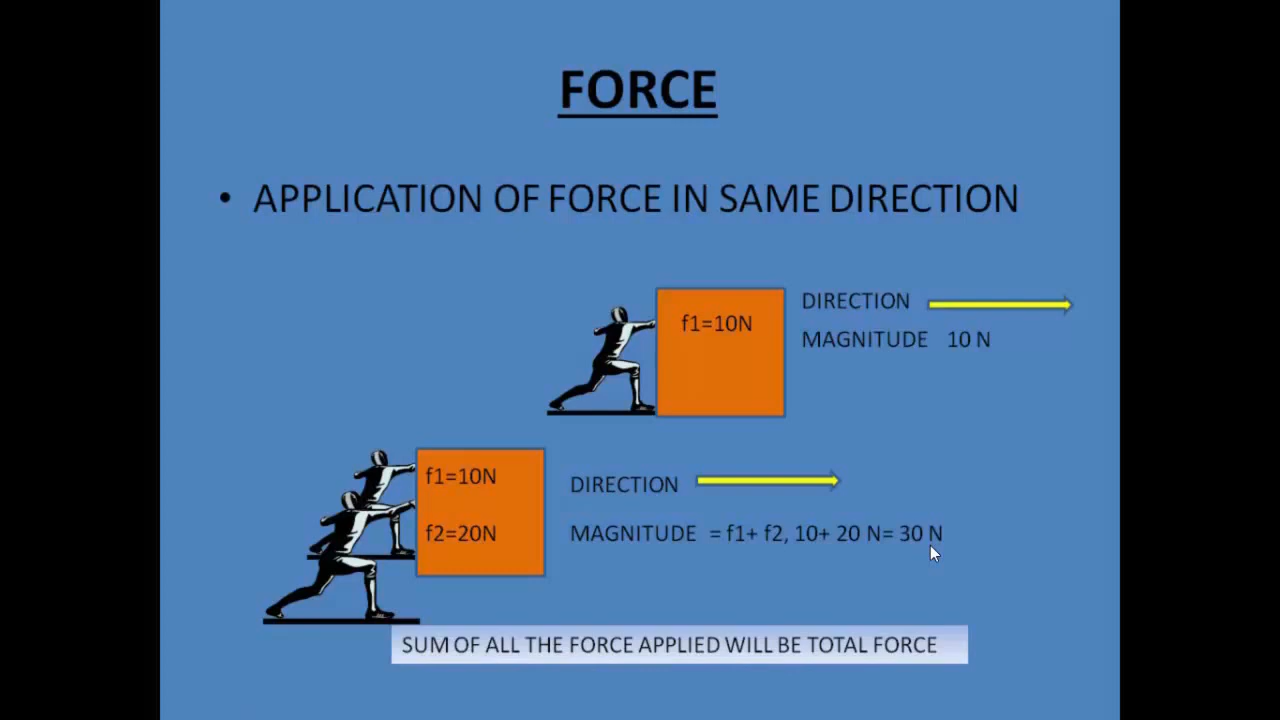 FORCE
• APPLICATION OF FORCE IN SAME DIRECTION
f1=10N
DIRECTION
MAGNITUDE 10 N
f1=10N
f2=20N
DIRECTION
MAGNITUDE = f1+ f2, 10+ 20 N= 30 N
SUM OF ALL THE FORCE APPLIED WILL BE TOTAL FORCE